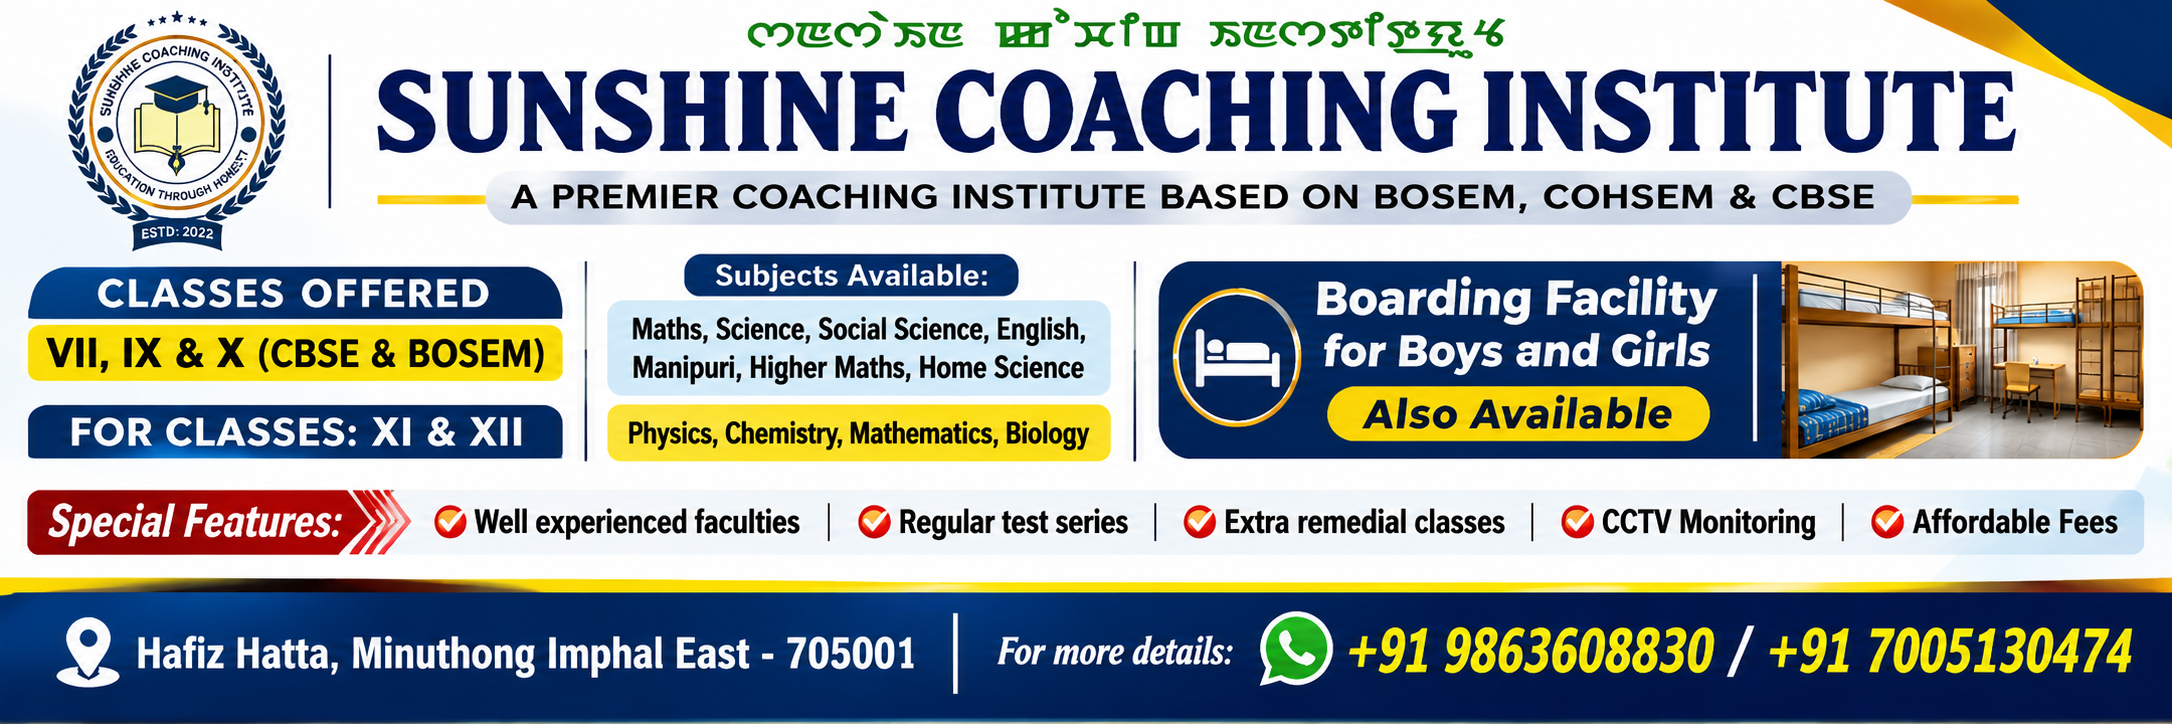 SUNSHINE COACHING INSTITUTE
EDUCATION THROUGH HONESTY
ESTD: 2022
SUNSHINE COACHING INSTITUTE
A PREMIER COACHING INSTITUTE BASED ON BOSEM, COHSEM & CBSE
CLASSES OFFERED
VII, IX & X (CBSE & BOSEM)
FOR CLASSES: XI & XII
Subjects Available:
Maths, Science, Social Science, English,
Manipuri, Higher Maths, Home Science
Physics, Chemistry, Mathematics, Biology
Boarding Facility
for Boys and Girls
Also Available
Special Features:
Well experienced faculties | Regular test series | Extra remedial classes | CCTV Monitoring | Affordable Fees
Hafiz Hatta, Minuthong Imphal East - 705001
For more details: +91 9863608830 / +91 7005130474